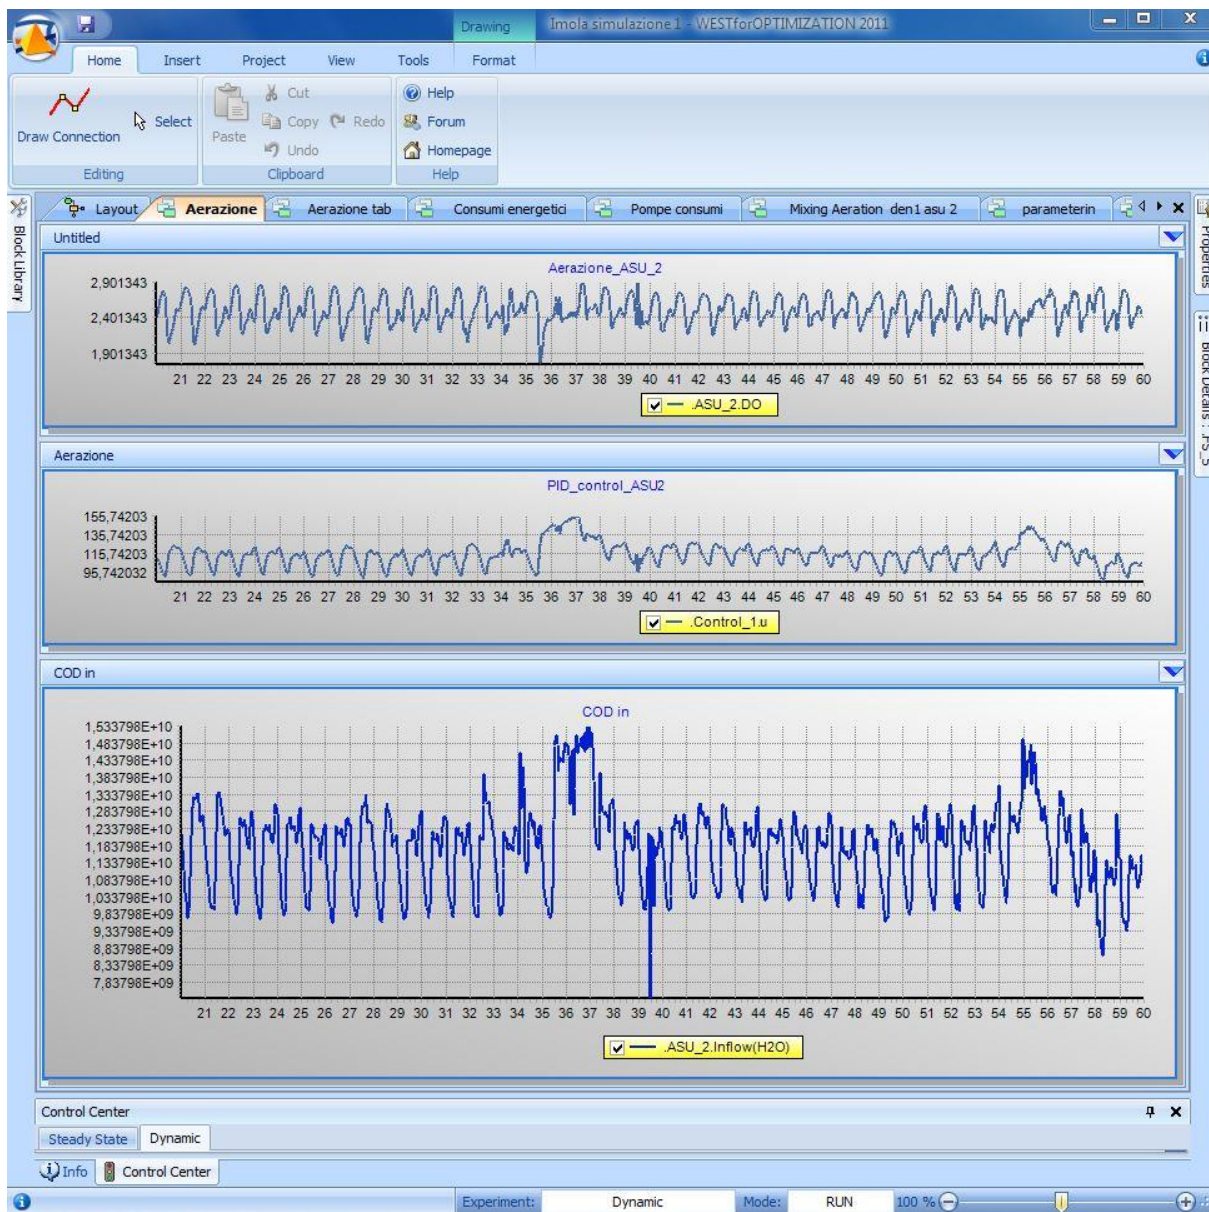 Drawing Imola simulazione 1 - WESTforOPTIMIZATION 2011
Home Insert Project View Tools Format
Draw Connection Select Paste Cut Copy Redo Undo Help Forum Homepage
Editing Clipboard Help
Block Library
Layout Aerazione Aerazione tab Consumi energetici Pompe consumi Mixing Aeration den1 asu 2 parameterin
Properties
Block Details : .FS_S
Untitled
Aerazione_ASU_2
2,901343
2,401343
1,901343
21 22 23 24 25 26 27 28 29 30 31 32 33 34 35 36 37 38 39 40 41 42 43 44 45 46 47 48 49 50 51 52 53 54 55 56 57 58 59 60
.ASU_2.DO
Aerazione
PID_control_ASU2
155,74203
135,74203
115,74203
95,742032
21 22 23 24 25 26 27 28 29 30 31 32 33 34 35 36 37 38 39 40 41 42 43 44 45 46 47 48 49 50 51 52 53 54 55 56 57 58 59 60
.Control_1.u
COD in
COD in
1,533798E+10
1,483798E+10
1,433798E+10
1,383798E+10
1,333798E+10
1,283798E+10
1,233798E+10
1,183798E+10
1,133798E+10
1,083798E+10
1,033798E+10
9,83798E+09
9,33798E+09
8,83798E+09
8,33798E+09
7,83798E+09
21 22 23 24 25 26 27 28 29 30 31 32 33 34 35 36 37 38 39 40 41 42 43 44 45 46 47 48 49 50 51 52 53 54 55 56 57 58 59 60
.ASU_2.Inflow(H2O)
Control Center
Steady State Dynamic
Info Control Center
Experiment: Dynamic Mode: RUN 100 %